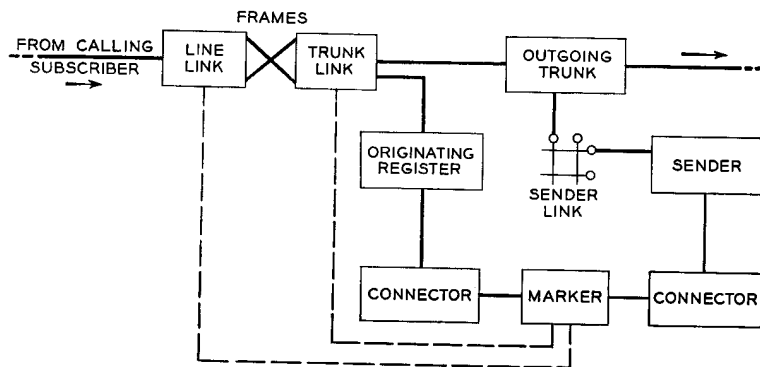 FRAMES
FROM CALLING
SUBSCRIBER
LINE
LINK
TRUNK
LINK
OUTGOING
TRUNK
ORIGINATING
REGISTER
SENDER
LINK
SENDER
CONNECTOR
MARKER
CONNECTOR